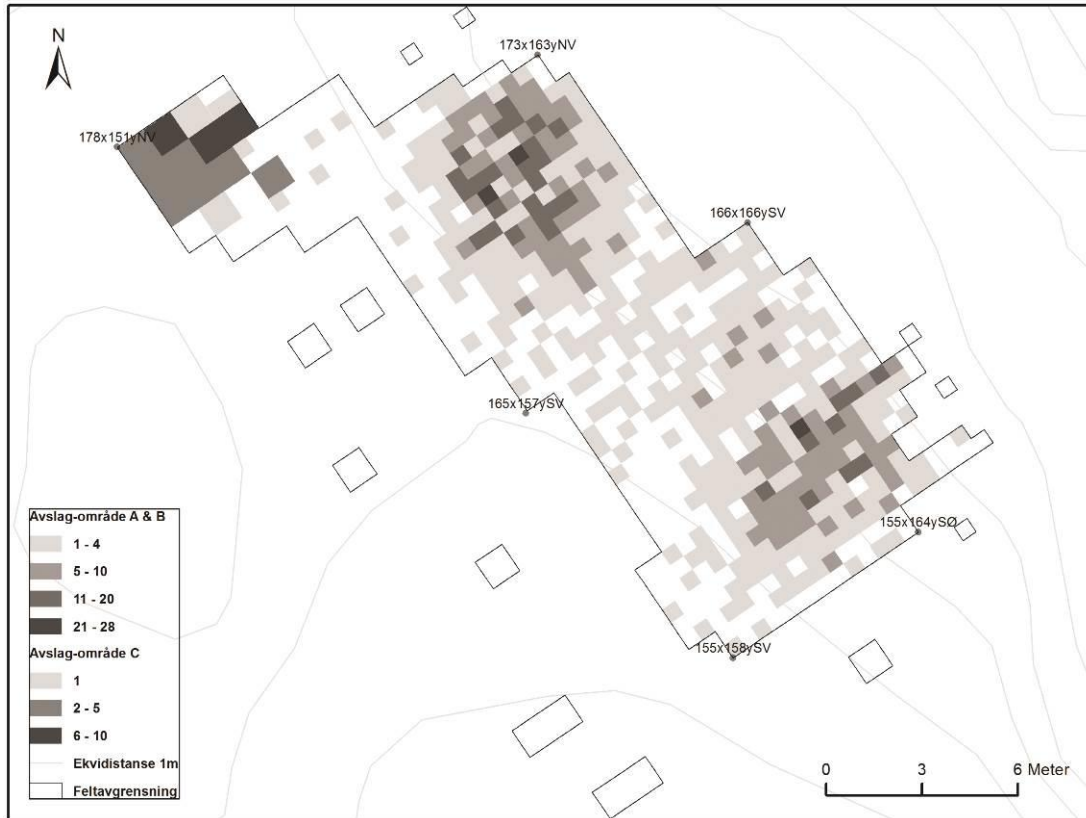 N
173x163yNV
178x151yNV
166x166ySV
165x157ySV
155x164ySØ
155x158ySV
Avslag-område A & B
1 - 4
5 - 10
11 - 20
21 - 28
Avslag-område C
1
2 - 5
6 - 10
Ekvidistanse 1m
Feltavgrensning
0 3 6 Meter